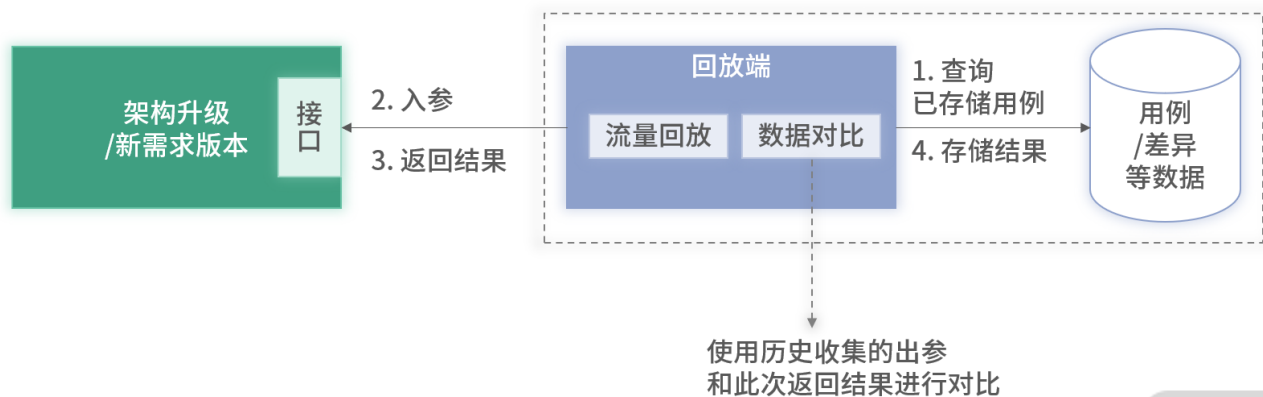 架构升级
/新需求版本
接
口
2. 入参
3. 返回结果
回放端
流量回放
数据对比
1. 查询
已存储用例
4. 存储结果
用例
/差异
等数据
使用历史收集的出参
和此次返回结果进行对比